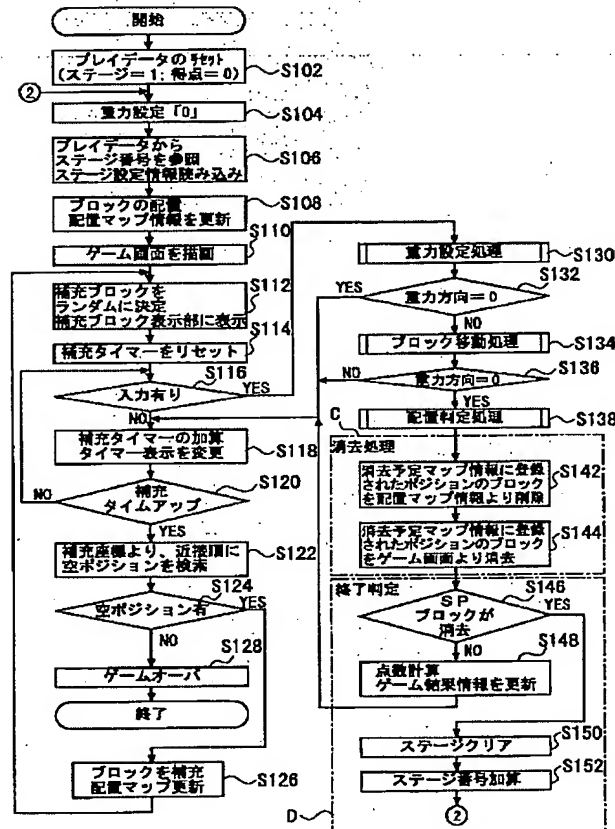 開始
プレイデータのリセット
(ステージ=1; 得点=0)
S102
②
重力設定「0」
S104
プレイデータから
ステージ番号を参照
ステージ設定情報読み込み
S106
ブロックの配置
配置マップ情報を更新
S108
ゲーム画面を描画
S110
補充ブロックを
ランダムに決定
補充ブロック表示部に表示
S112
補充タイマーをリセット
S114
入力有り
S116
YES
NO
補充タイマーの加算
タイマー表示を変更
S118
補充
タイムアップ
S120
NO
YES
補充座標より、近接順に
空ポジションを検索
S122
空ポジション有
S124
YES
NO
ゲームオーバ
S128
終了
ブロックを補充
配置マップ更新
S126
重力設定処理
S130
重力方向=0
S132
YES
NO
ブロック移動処理
S134
重力方向=0
S136
NO
YES
配置判定処理
S138
C
消去処理
消去予定マップ情報に登録
されたポジションのブロック
を配置マップ情報より削除
S142
消去予定マップ情報に登録
されたポジションのブロック
をゲーム画面より消去
S144
終了判定
SP
ブロックが
消去
S146
YES
NO
点数計算
ゲーム結果情報を更新
S148
ステージクリア
S150
ステージ番号加算
S152
②
D